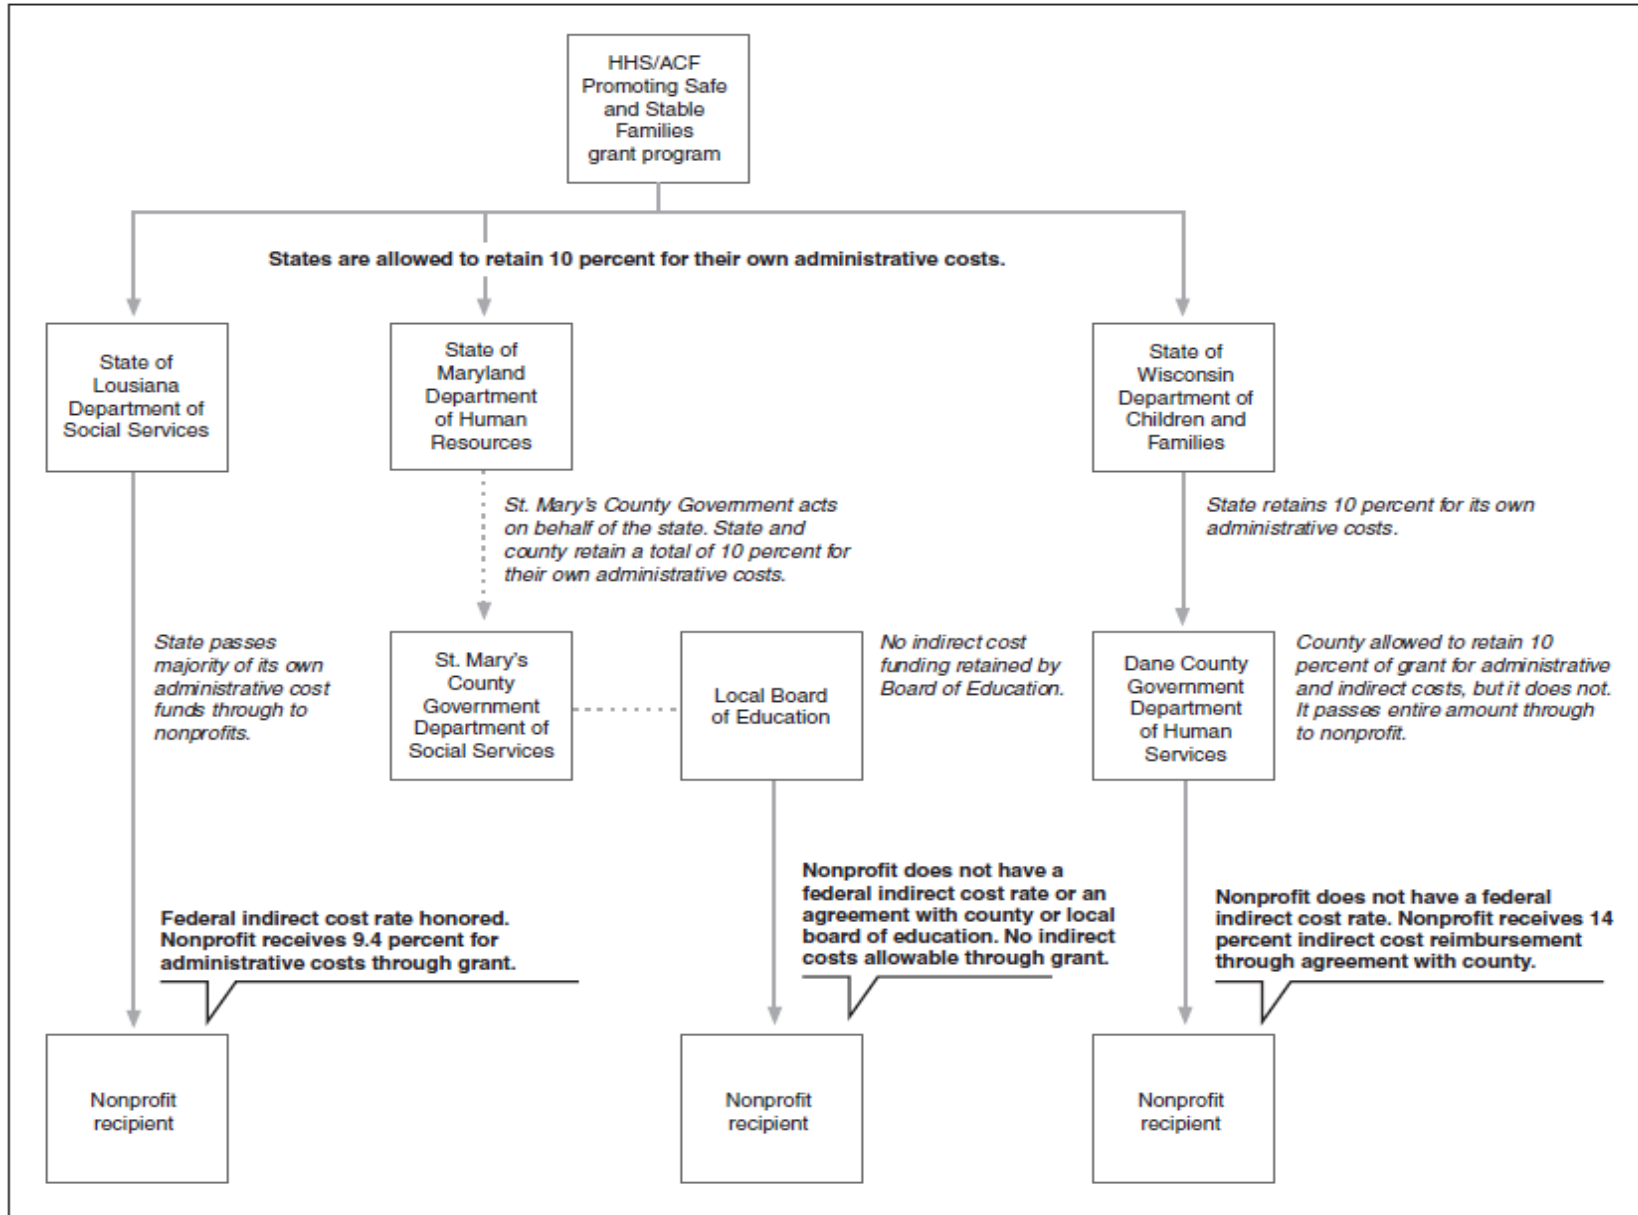 HHS/ACF
Promoting Safe
and Stable
Families
grant program
States are allowed to retain 10 percent for their own administrative costs.
State of
Lousiana
Department of
Social Services
State of
Maryland
Department
of Human
Resources
State of
Wisconsin
Department of
Children and
Families
St. Mary's County Government acts
on behalf of the state. State and
county retain a total of 10 percent for
their own administrative costs.
State retains 10 percent for its own
administrative costs.
State passes
majority of its own
administrative cost
funds through to
nonprofits.
St. Mary's
County
Government
Department of
Social Services
Local Board
of Education
No indirect cost
funding retained by
Board of Education.
Dane County
Government
Department
of Human
Services
County allowed to retain 10
percent of grant for administrative
and indirect costs, but it does not.
It passes entire amount through
to nonprofit.
Federal indirect cost rate honored.
Nonprofit receives 9.4 percent for
administrative costs through grant.
Nonprofit does not have a
federal indirect cost rate or an
agreement with county or local
board of education. No indirect
costs allowable through grant.
Nonprofit does not have a federal
indirect cost rate. Nonprofit receives 14
percent indirect cost reimbursement
through agreement with county.
Nonprofit
recipient
Nonprofit
recipient
Nonprofit
recipient